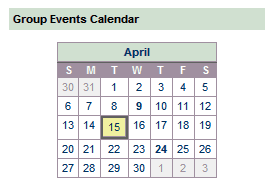 Group Events Calendar
April
S M T W T F S
30 31 1 2 3 4 5
6 7 8 9 10 11 12
13 14 15 16 17 18 19
20 21 22 23 24 25 26
27 28 29 30 1 2 3